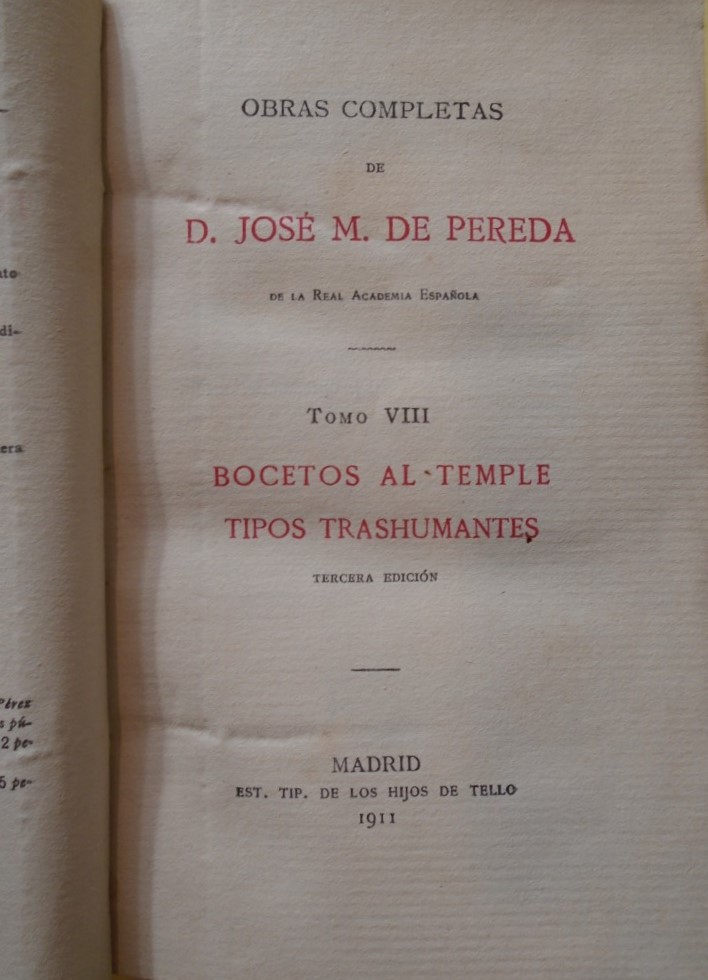 OBRAS COMPLETAS
DE
D. JOSÉ M. DE PEREDA
DE LA REAL ACADEMIA ESPAÑOLA
TOMO VIII
BOCETOS AL TEMPLE
TIPOS TRASHUMANTES
TERCERA EDICIÓN
MADRID
EST. TIP. DE LOS HIJOS DE TELLO
1911